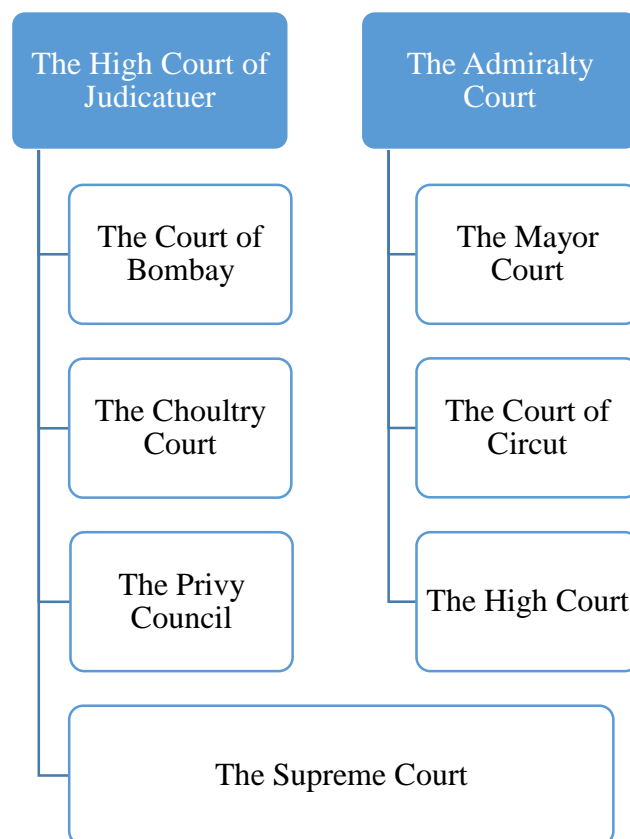 The High Court of
Judicatuer
The Court of
Bombay
The Choultry
Court
The Privy
Council
The Supreme Court
The Admiralty
Court
The Mayor
Court
The Court of
Circut
The High Court